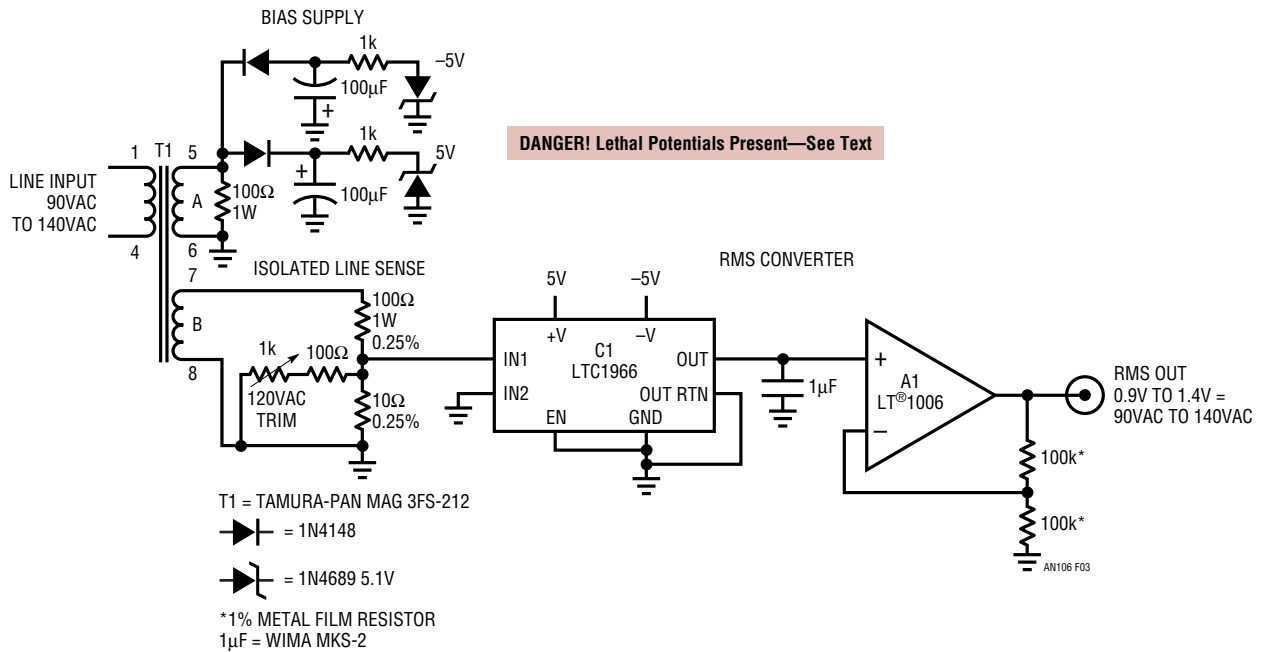 BIAS SUPPLY
1k
–5V
100µF
+
1k
5V
+
100µF
DANGER! Lethal Potentials Present—See Text
1
T1
5
LINE INPUT
90VAC
TO 140VAC
A
100Ω
1W
4
6
7
ISOLATED LINE SENSE
B
100Ω
1W
0.25%
8
1k
100Ω
120VAC
TRIM
10Ω
0.25%
RMS CONVERTER
5V
–5V
+V
–V
IN1
C1
LTC1966
OUT
IN2
OUT RTN
EN
GND
1µF
+
A1
LT®1006
–
RMS OUT
0.9V TO 1.4V =
90VAC TO 140VAC
100k*
100k*
T1 = TAMURA-PAN MAG 3FS-212
= 1N4148
= 1N4689 5.1V
*1% METAL FILM RESISTOR
1µF = WIMA MKS-2
AN106 F03